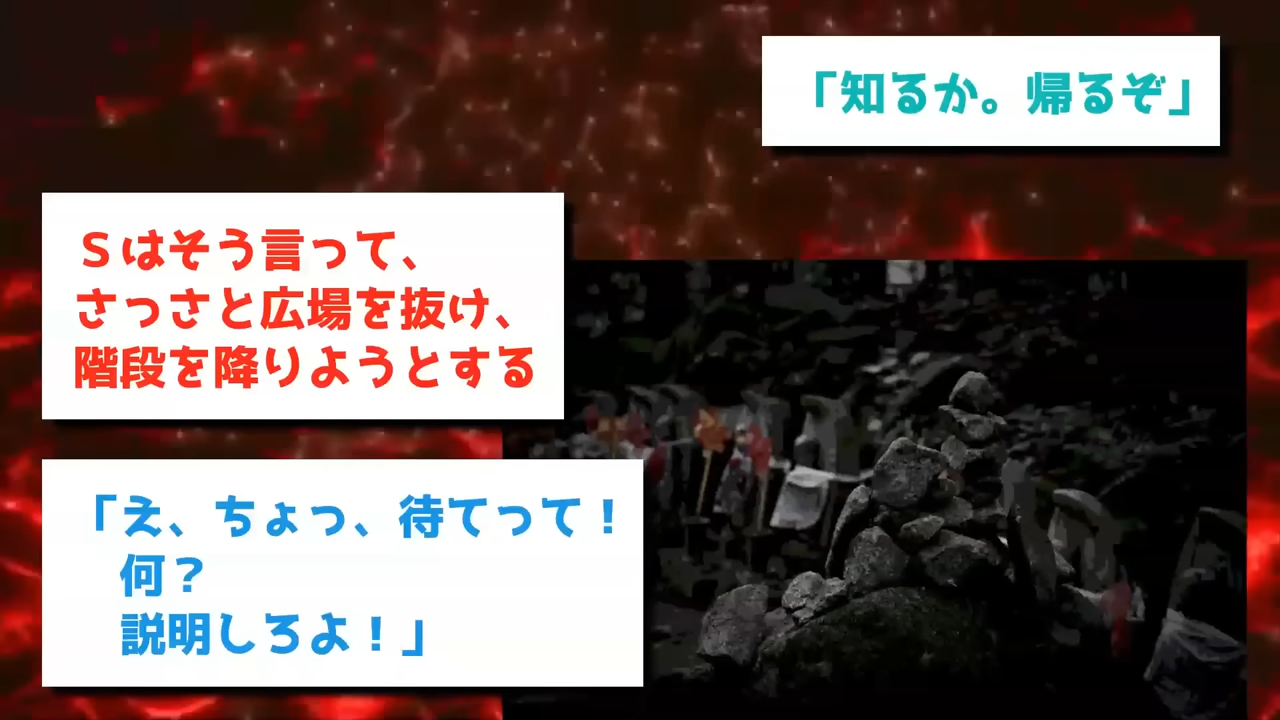 「知るか。帰るぞ」
Ｓはそう言って、
さっさと広場を抜け、
階段を降りようとする
「え、ちょっ、待てって！
何？
説明しろよ！」